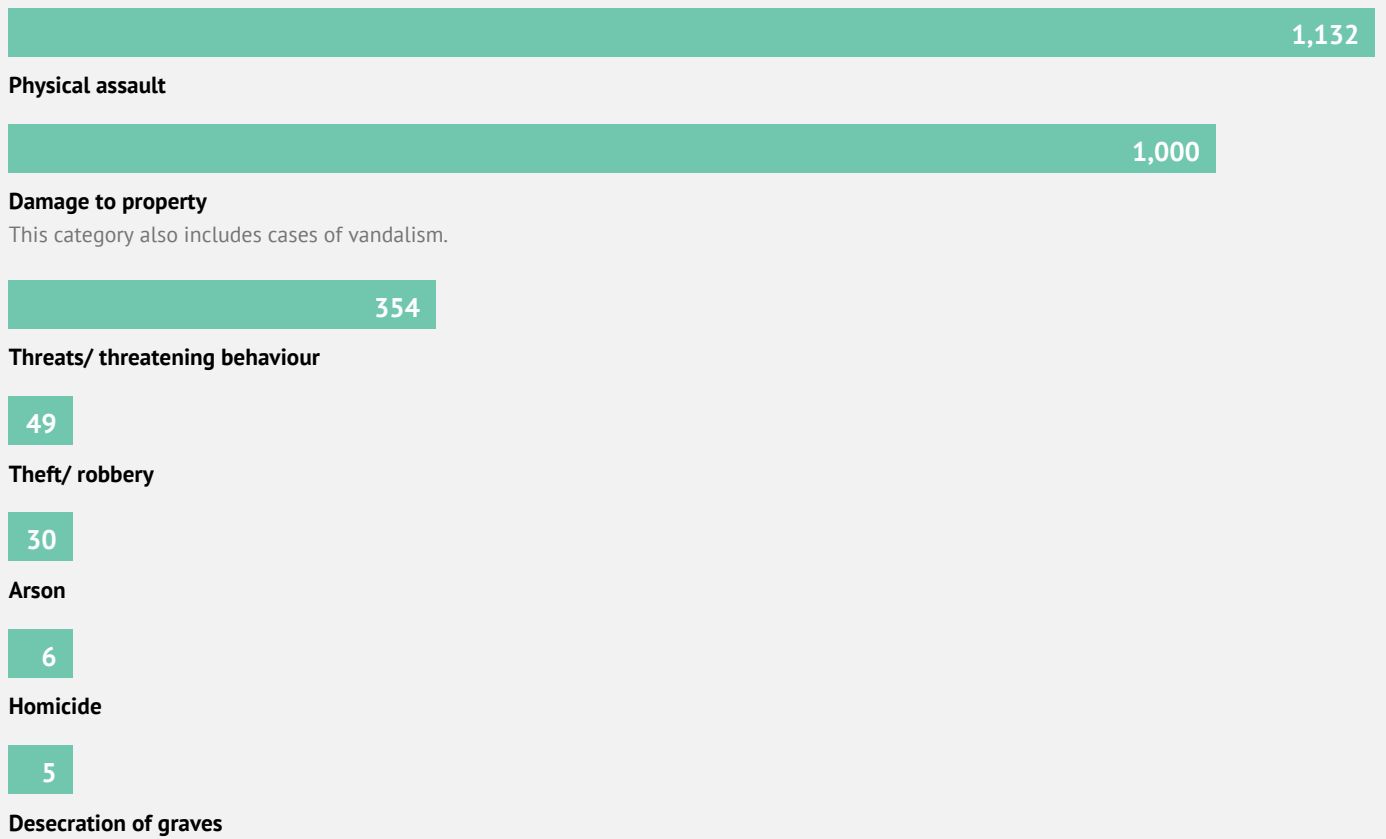 1,132
Physical assault
1,000
Damage to property
This category also includes cases of vandalism.
354
Threats/ threatening behaviour
49
Theft/ robbery
30
Arson
6
Homicide
5
Desecration of graves